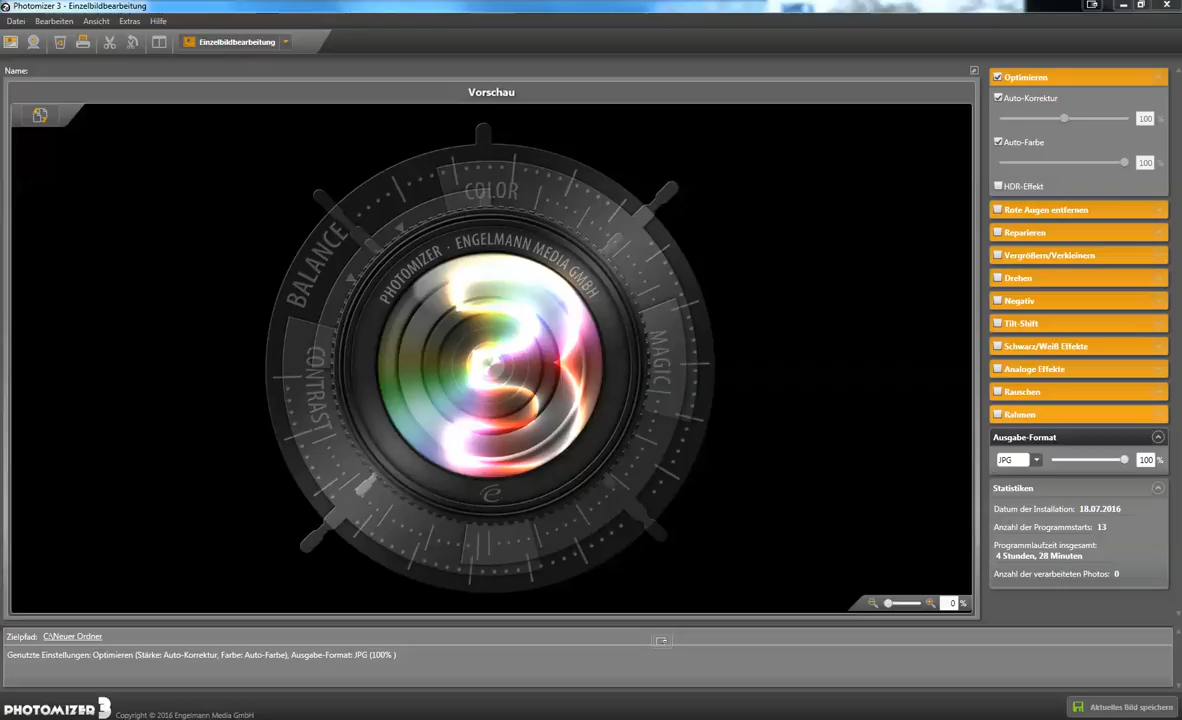 Photomizer 3 - Einzelbildbearbeitung
Datei Bearbeiten Ansicht Extras Hilfe
Einzelbildbearbeitung
Name:
Vorschau
COLOR
BALANCE
PHOTOMIZER · ENGELMANN MEDIA GMBH
CONTRAST
MAGIC
3
0 %
Optimieren
Auto-Korrektur
100 %
Auto-Farbe
100 %
HDR-Effekt
Rote Augen entfernen
Reparieren
Vergrößern/Verkleinern
Drehen
Negativ
Tilt-Shift
Schwarz/Weiß Effekte
Analoge Effekte
Rauschen
Rahmen
Ausgabe-Format
JPG 100 %
Statistiken
Datum der Installation: 18.07.2016
Anzahl der Programmstarts: 13
Programmlaufzeit insgesamt:
4 Stunden, 28 Minuten
Anzahl der verarbeiteten Photos: 0
Zielpfad: C:\Neuer Ordner
Genutzte Einstellungen: Optimieren (Stärke: Auto-Korrektur, Farbe: Auto-Farbe), Ausgabe-Format: JPG (100% )
PHOTOMIZER 3 Copyright © 2016 Engelmann Media GmbH
Aktuelles Bild speichern